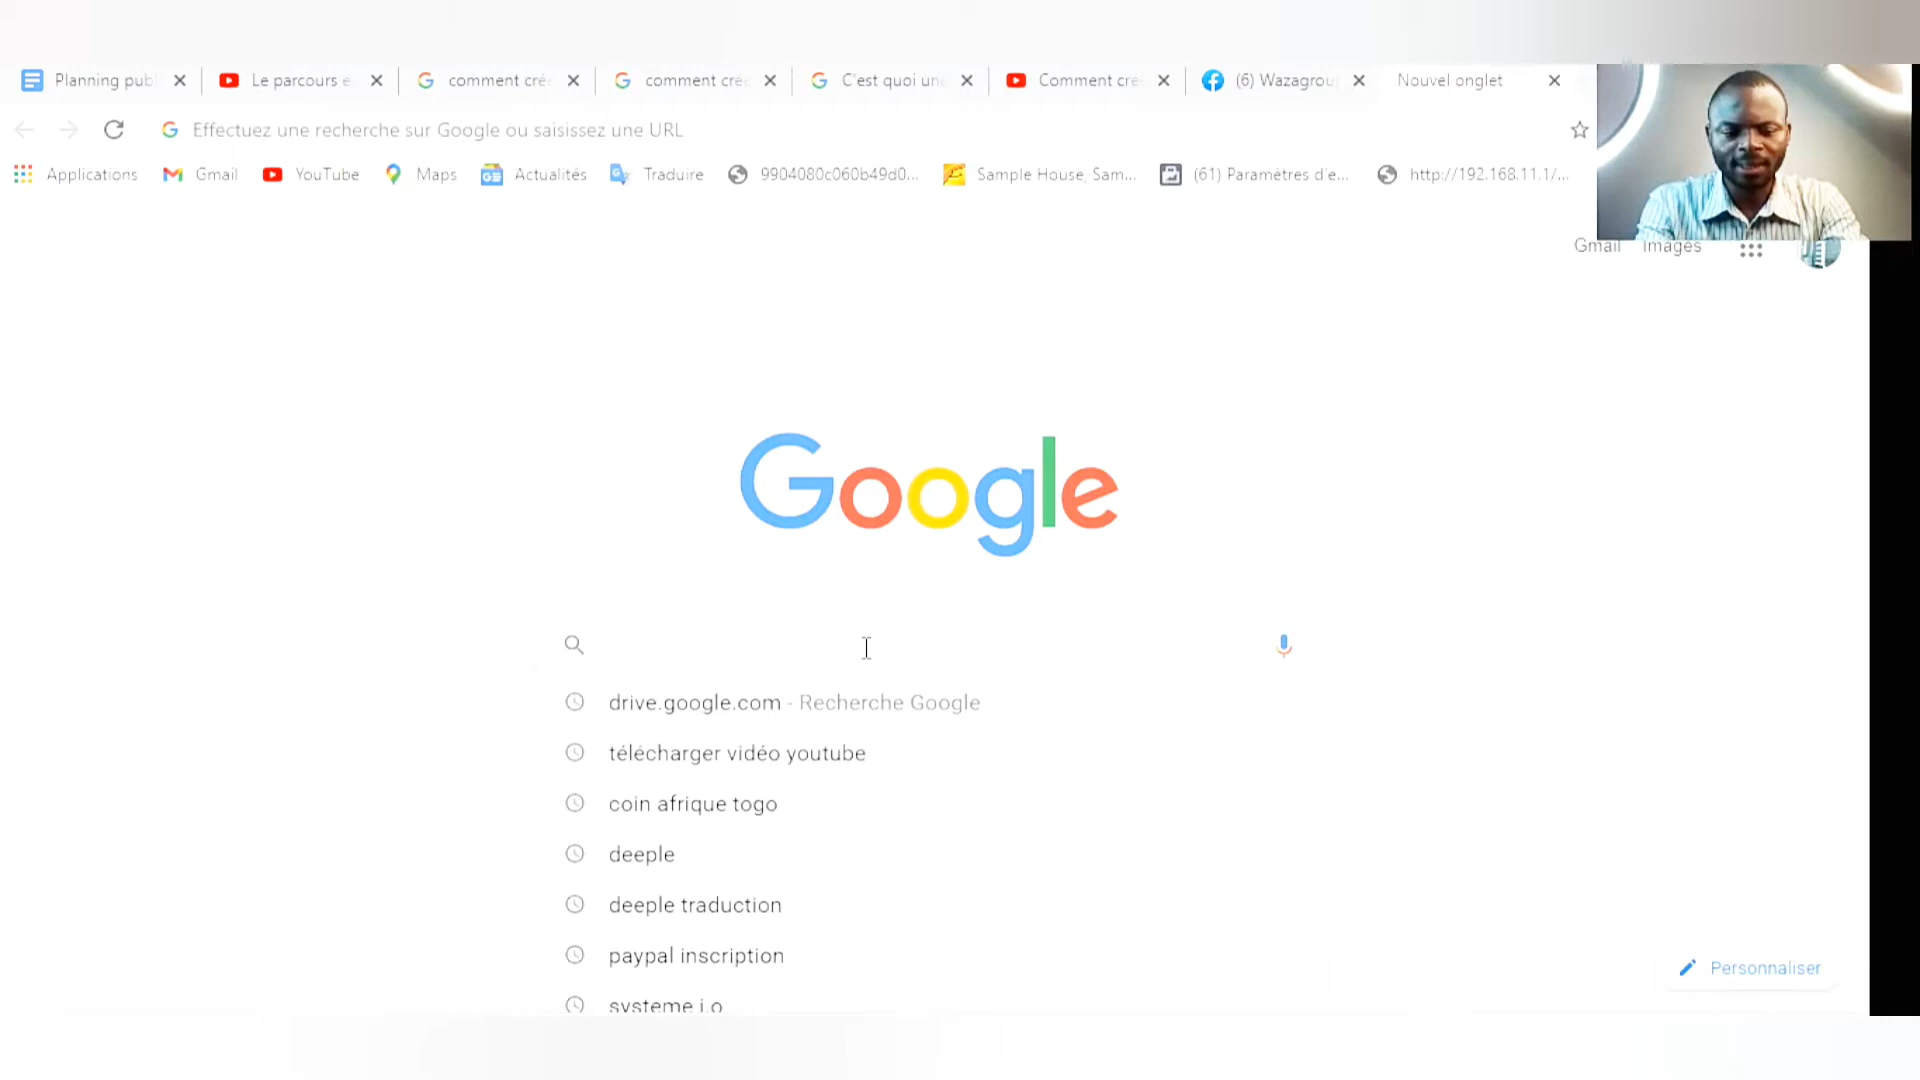 Planning pub
Le parcours e
comment cré
comment cré
C'est quoi un
Comment cre
(6) Wazagrou
Nouvel onglet
Effectuez une recherche sur Google ou saisissez une URL
Applications
Gmail
YouTube
Maps
Actualités
Traduire
9904080c060b49d0...
Sample House, Sam...
(61) Paramètres d'e...
http://192.168.11.1/...
Gmail
Images
Google
drive.google.com - Recherche Google
télécharger vidéo youtube
coin afrique togo
deeple
deeple traduction
paypal inscription
systeme i.o
Personnaliser